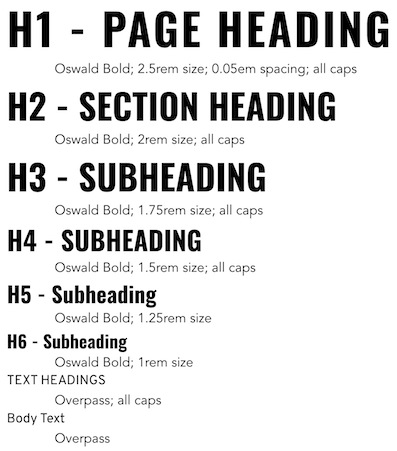 H1 - PAGE HEADING
Oswald Bold; 2.5rem size; 0.05em spacing; all caps
H2 - SECTION HEADING
Oswald Bold; 2rem size; all caps
H3 - SUBHEADING
Oswald Bold; 1.75rem size; all caps
H4 - SUBHEADING
Oswald Bold; 1.5rem size; all caps
H5 - Subheading
Oswald Bold; 1.25rem size
H6 - Subheading
Oswald Bold; 1rem size
TEXT HEADINGS
Overpass; all caps
Body Text
Overpass